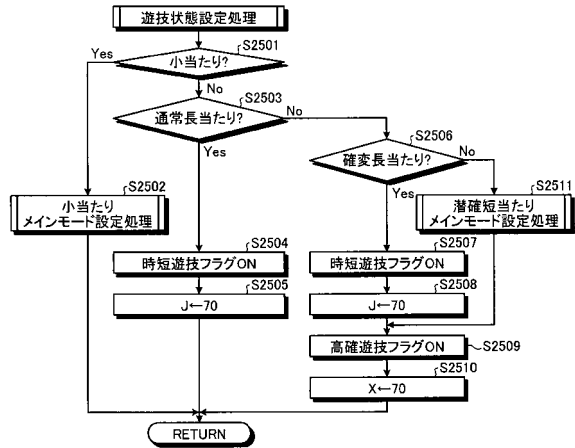 遊技状態設定処理
S2501
小当たり?
Yes
No
S2503
通常長当たり?
No
Yes
S2506
確変長当たり?
No
Yes
S2502
小当たり
メインモード設定処理
S2511
潜確短当たり
メインモード設定処理
S2504
時短遊技フラグON
S2507
時短遊技フラグON
S2505
J←70
S2508
J←70
高確遊技フラグON
S2509
S2510
X←70
RETURN